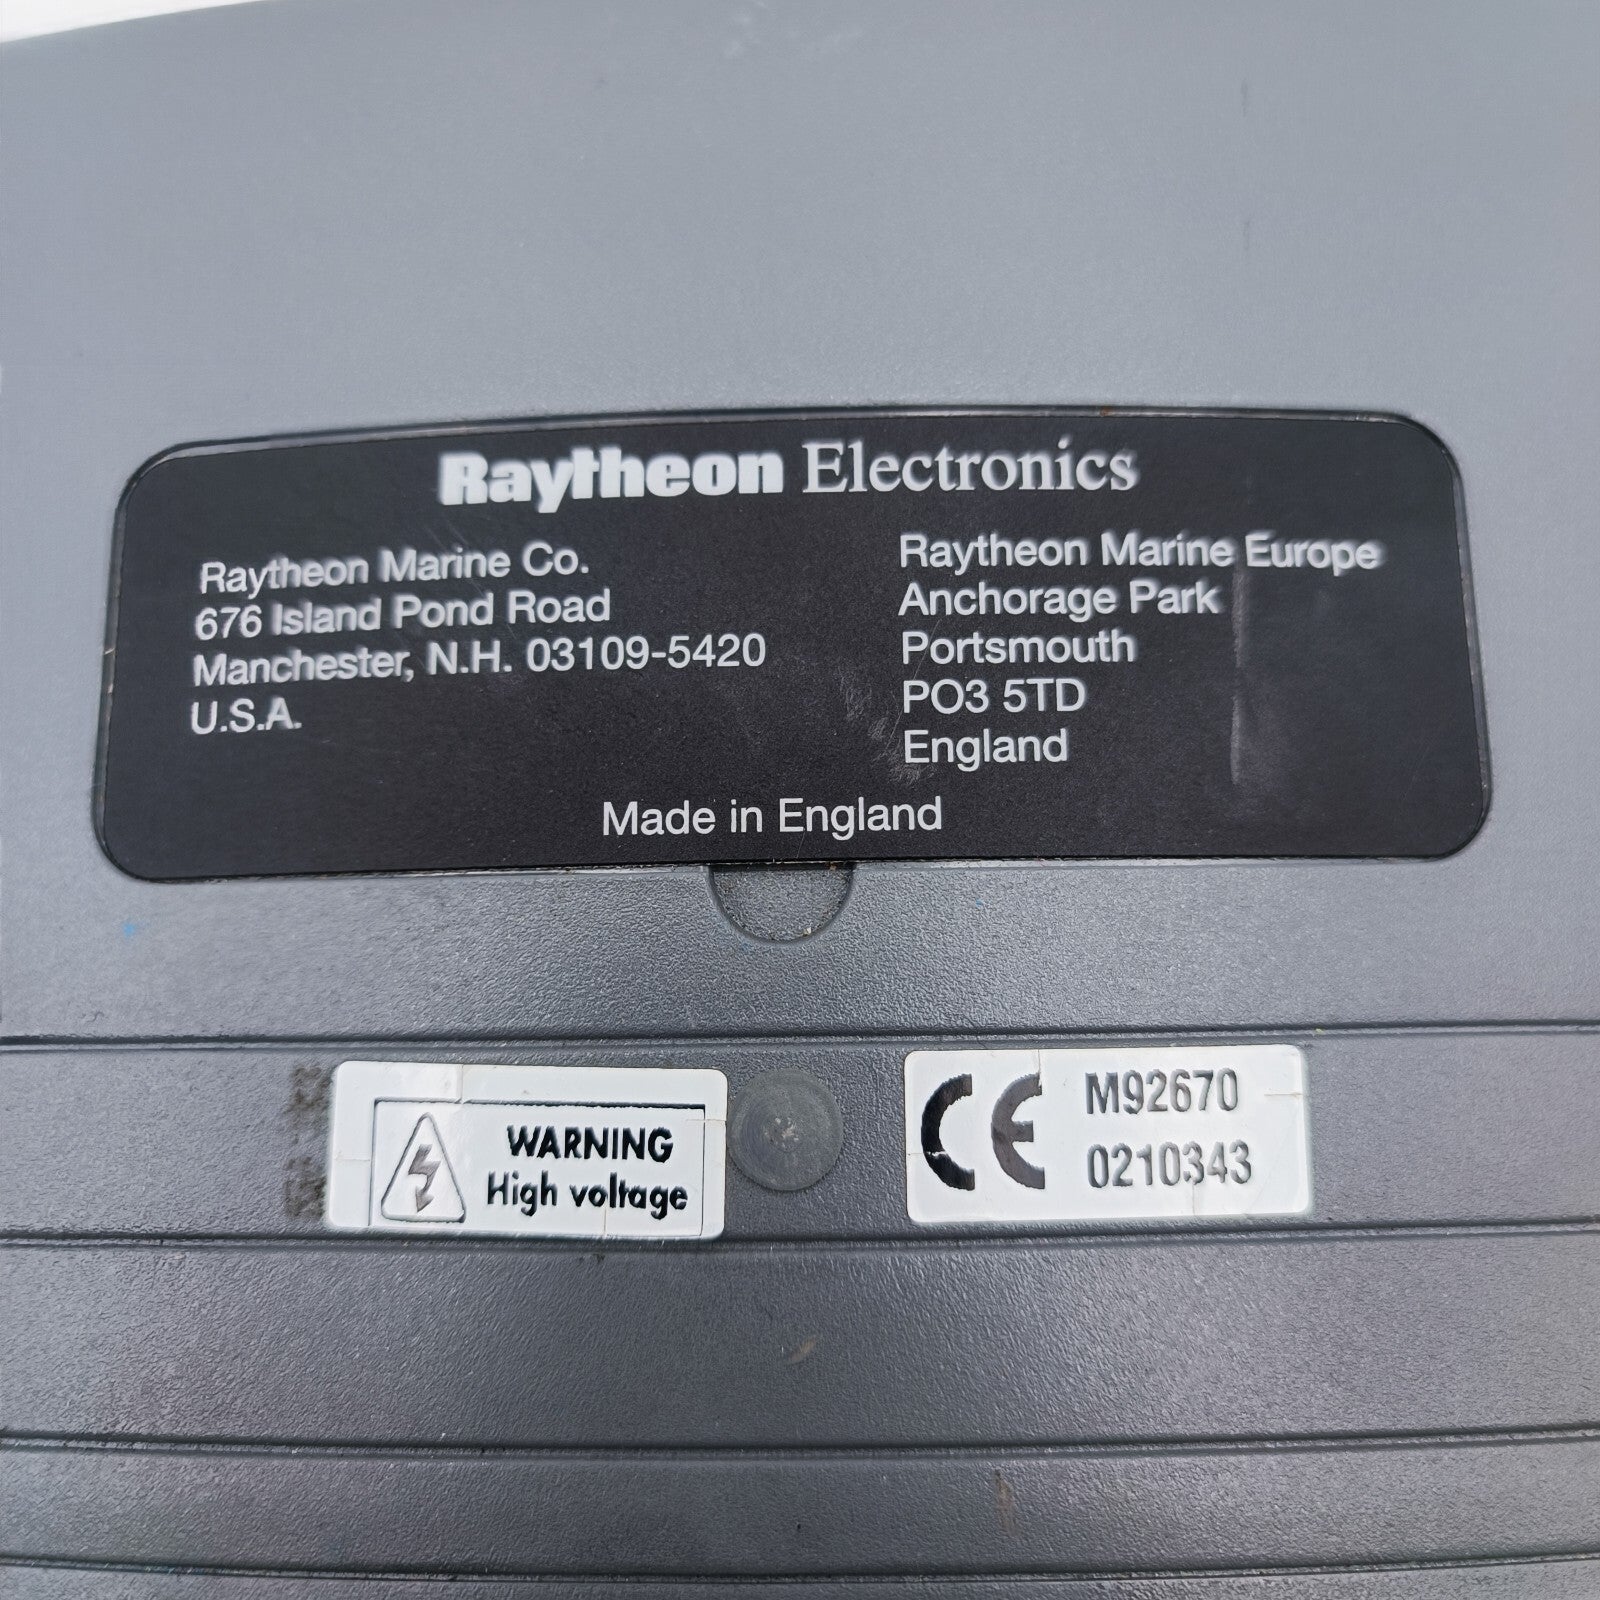 Raytheon Electronics
Raytheon Marine Co.
676 Island Pond Road
Manchester, N.H. 03109-5420
U.S.A.
Raytheon Marine Europe
Anchorage Park
Portsmouth
PO3 5TD
England
Made in England
WARNING
High voltage
CE
M92670
0210343